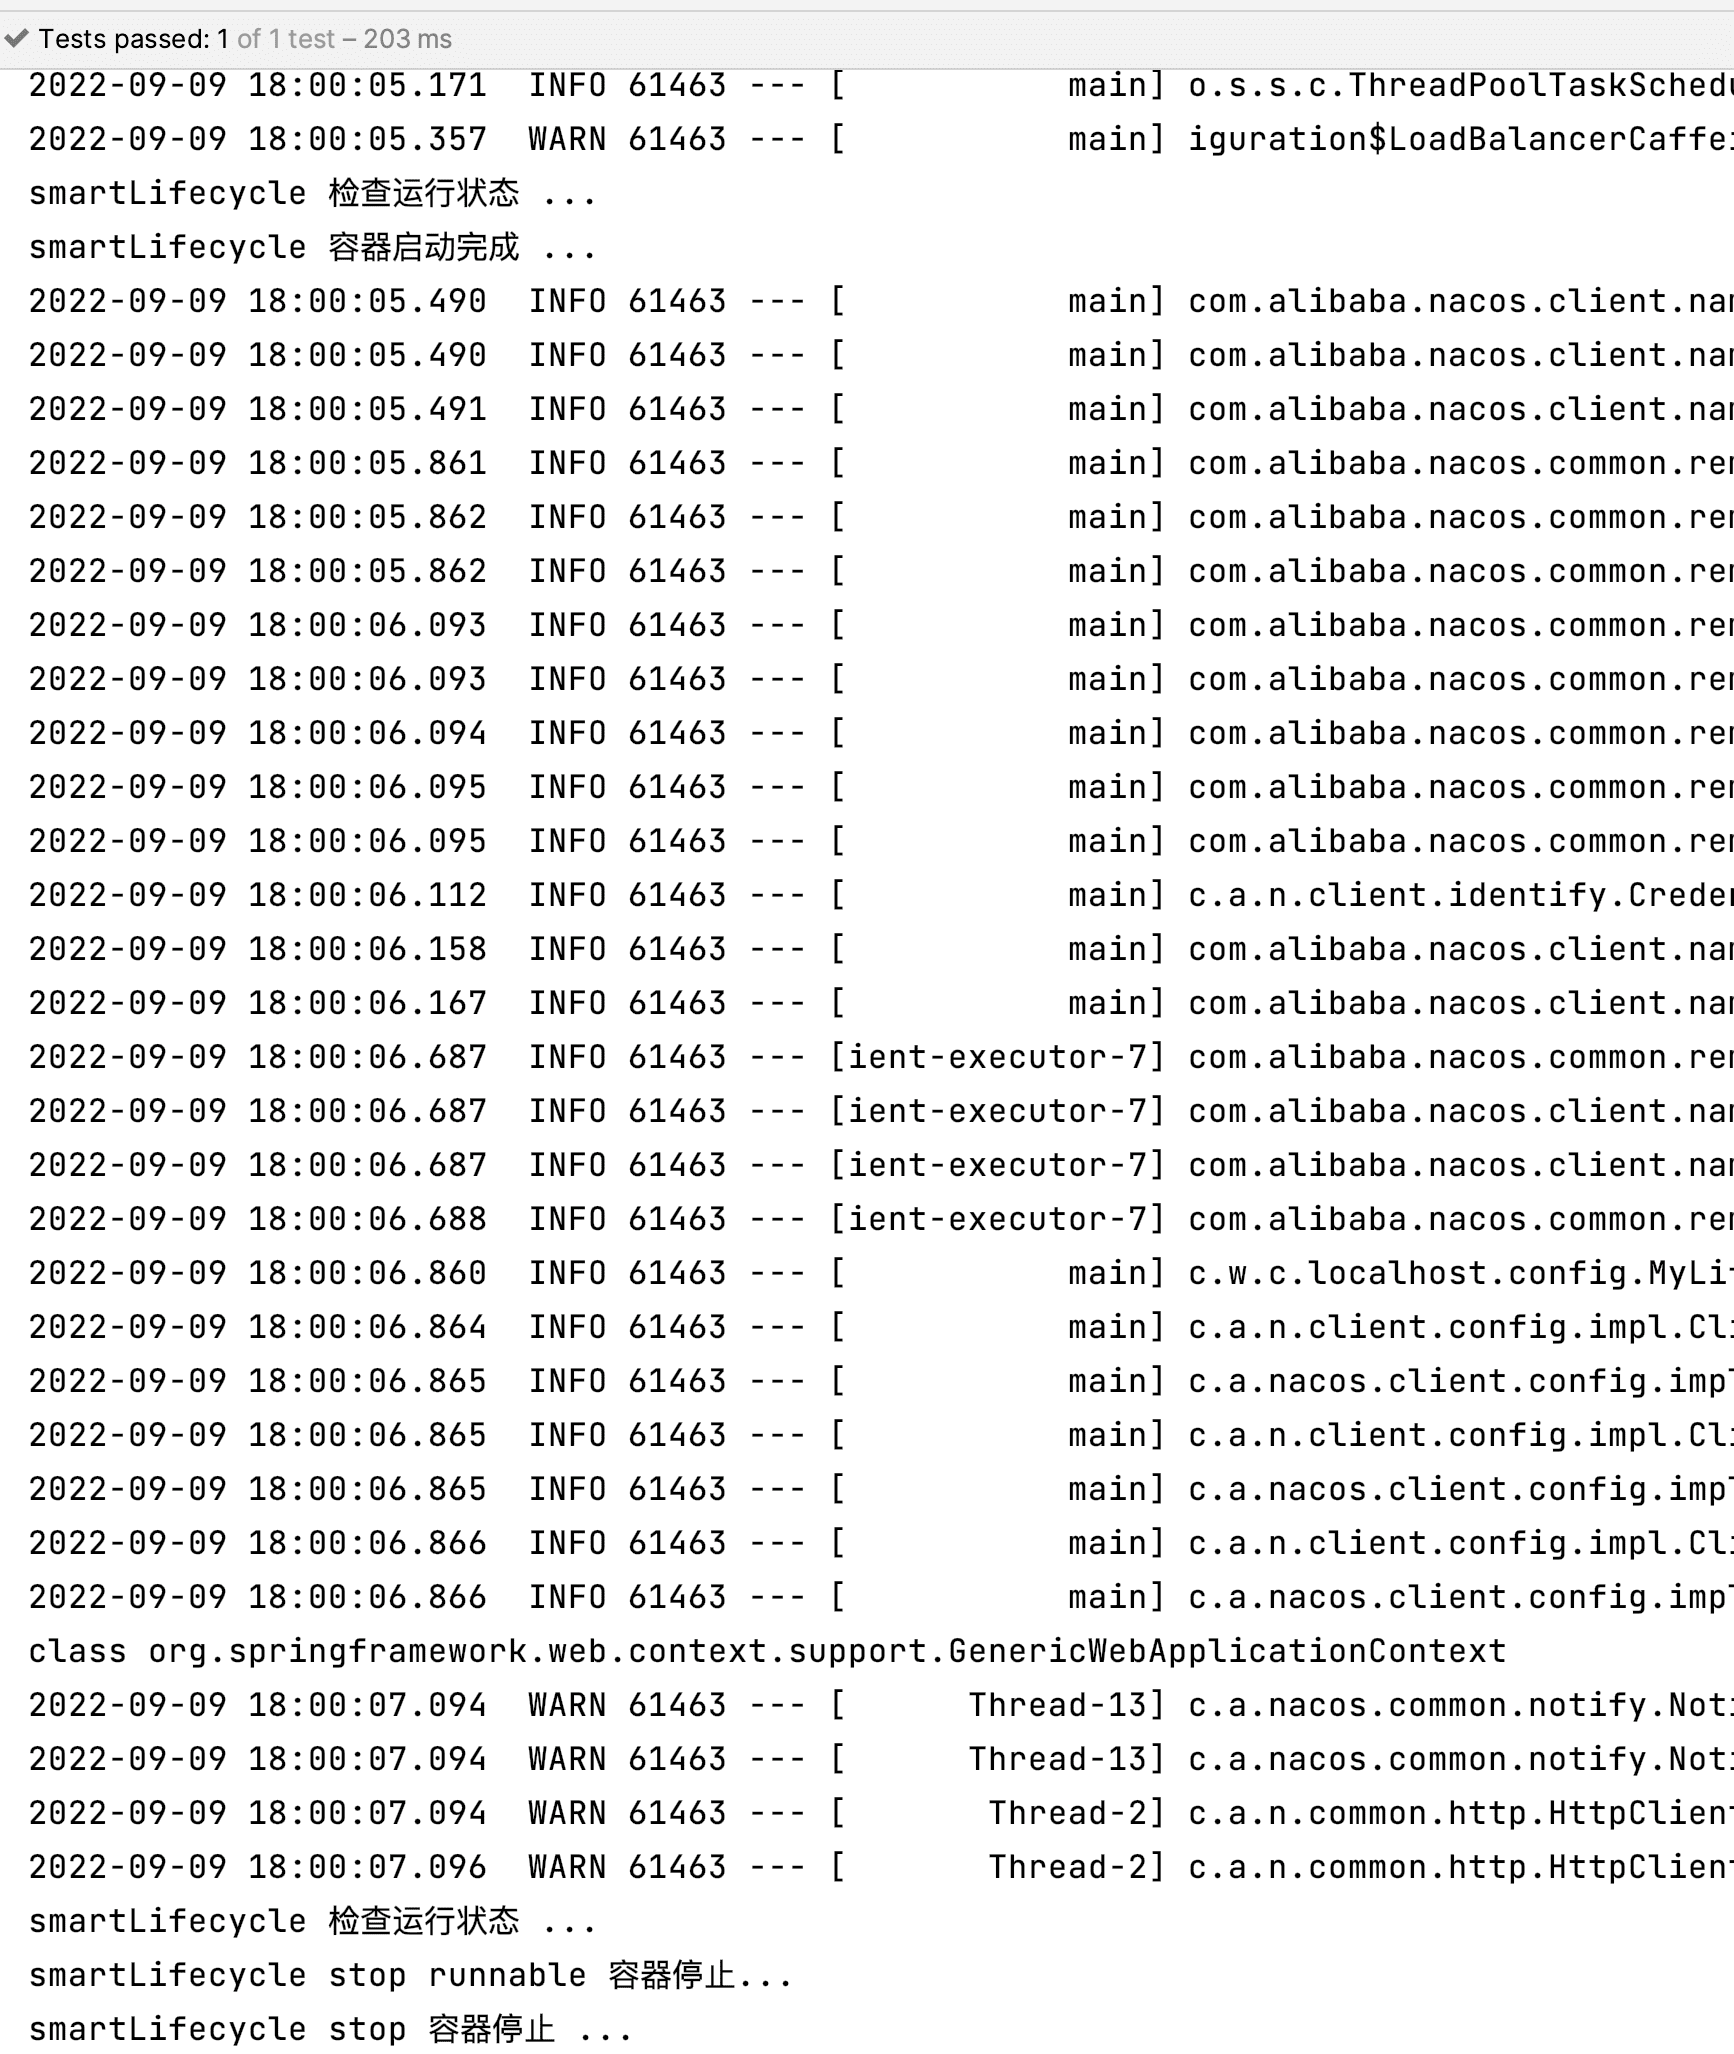 Tests passed: 1 of 1 test – 203 ms
2022-09-09 18:00:05.171  INFO 61463 --- [           main] o.s.s.c.ThreadPoolTaskSchedu
2022-09-09 18:00:05.357  WARN 61463 --- [           main] iguration$LoadBalancerCaffei
smartLifecycle 检查运行状态 ...
smartLifecycle 容器启动完成 ...
2022-09-09 18:00:05.490  INFO 61463 --- [           main] com.alibaba.nacos.client.nam
2022-09-09 18:00:05.490  INFO 61463 --- [           main] com.alibaba.nacos.client.nam
2022-09-09 18:00:05.491  INFO 61463 --- [           main] com.alibaba.nacos.client.nam
2022-09-09 18:00:05.861  INFO 61463 --- [           main] com.alibaba.nacos.common.rem
2022-09-09 18:00:05.862  INFO 61463 --- [           main] com.alibaba.nacos.common.rem
2022-09-09 18:00:05.862  INFO 61463 --- [           main] com.alibaba.nacos.common.rem
2022-09-09 18:00:06.093  INFO 61463 --- [           main] com.alibaba.nacos.common.rem
2022-09-09 18:00:06.093  INFO 61463 --- [           main] com.alibaba.nacos.common.rem
2022-09-09 18:00:06.094  INFO 61463 --- [           main] com.alibaba.nacos.common.rem
2022-09-09 18:00:06.095  INFO 61463 --- [           main] com.alibaba.nacos.common.rem
2022-09-09 18:00:06.095  INFO 61463 --- [           main] com.alibaba.nacos.common.rem
2022-09-09 18:00:06.112  INFO 61463 --- [           main] c.a.n.client.identify.Creden
2022-09-09 18:00:06.158  INFO 61463 --- [           main] com.alibaba.nacos.client.nam
2022-09-09 18:00:06.167  INFO 61463 --- [           main] com.alibaba.nacos.client.nam
2022-09-09 18:00:06.687  INFO 61463 --- [ient-executor-7] com.alibaba.nacos.common.rem
2022-09-09 18:00:06.687  INFO 61463 --- [ient-executor-7] com.alibaba.nacos.client.nam
2022-09-09 18:00:06.687  INFO 61463 --- [ient-executor-7] com.alibaba.nacos.client.nam
2022-09-09 18:00:06.688  INFO 61463 --- [ient-executor-7] com.alibaba.nacos.common.rem
2022-09-09 18:00:06.860  INFO 61463 --- [           main] c.w.c.localhost.config.MyLif
2022-09-09 18:00:06.864  INFO 61463 --- [           main] c.a.n.client.config.impl.Cli
2022-09-09 18:00:06.865  INFO 61463 --- [           main] c.a.nacos.client.config.impl
2022-09-09 18:00:06.865  INFO 61463 --- [           main] c.a.n.client.config.impl.Cli
2022-09-09 18:00:06.865  INFO 61463 --- [           main] c.a.nacos.client.config.impl
2022-09-09 18:00:06.866  INFO 61463 --- [           main] c.a.n.client.config.impl.Cli
2022-09-09 18:00:06.866  INFO 61463 --- [           main] c.a.nacos.client.config.impl
class org.springframework.web.context.support.GenericWebApplicationContext
2022-09-09 18:00:07.094  WARN 61463 --- [      Thread-13] c.a.nacos.common.notify.Noti
2022-09-09 18:00:07.094  WARN 61463 --- [      Thread-13] c.a.nacos.common.notify.Noti
2022-09-09 18:00:07.094  WARN 61463 --- [       Thread-2] c.a.n.common.http.HttpClient
2022-09-09 18:00:07.096  WARN 61463 --- [       Thread-2] c.a.n.common.http.HttpClient
smartLifecycle 检查运行状态 ...
smartLifecycle stop runnable 容器停止...
smartLifecycle stop 容器停止 ...